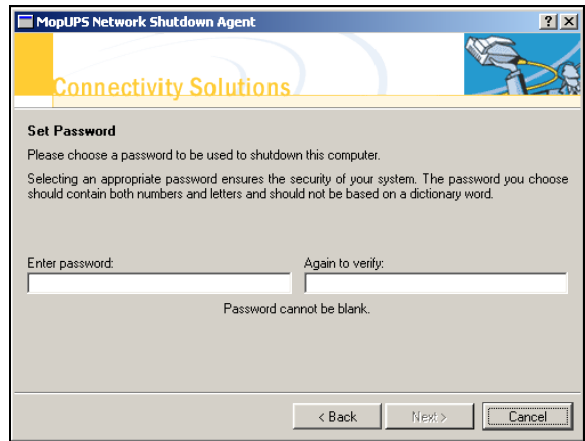 MopUPS Network Shutdown Agent
Connectivity Solutions
Set Password
Please choose a password to be used to shutdown this computer.
Selecting an appropriate password ensures the security of your system. The password you choose
should contain both numbers and letters and should not be based on a dictionary word.
Enter password: Again to verify:
Password cannot be blank.
< Back Next > Cancel